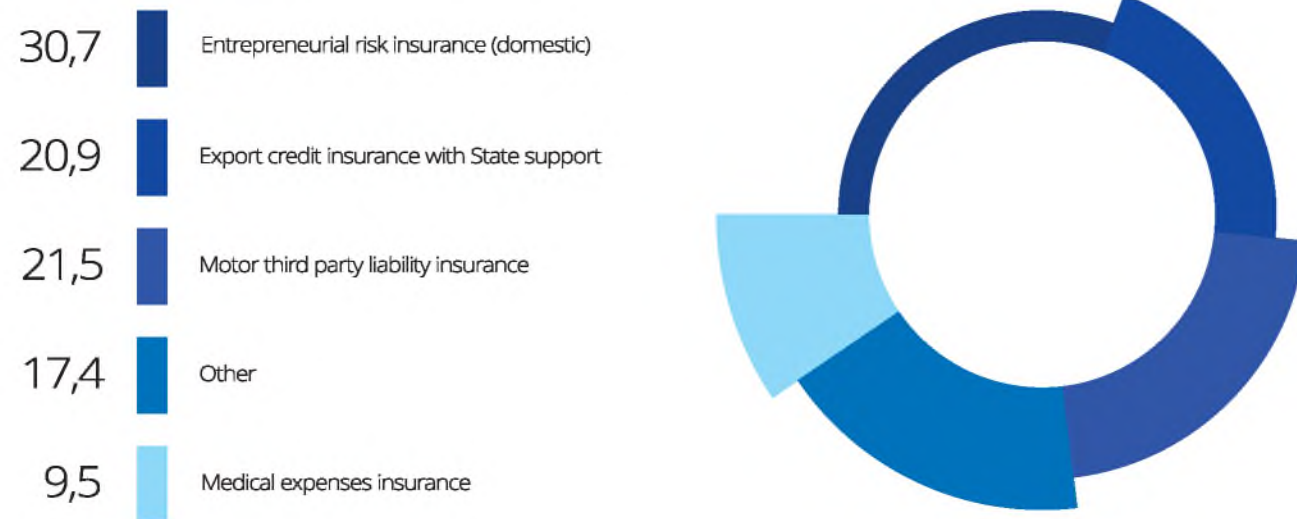 30,7 Entrepreneurial risk insurance (domestic)
20,9 Export credit insurance with State support
21,5 Motor third party liability insurance
17,4 Other
9,5 Medical expenses insurance